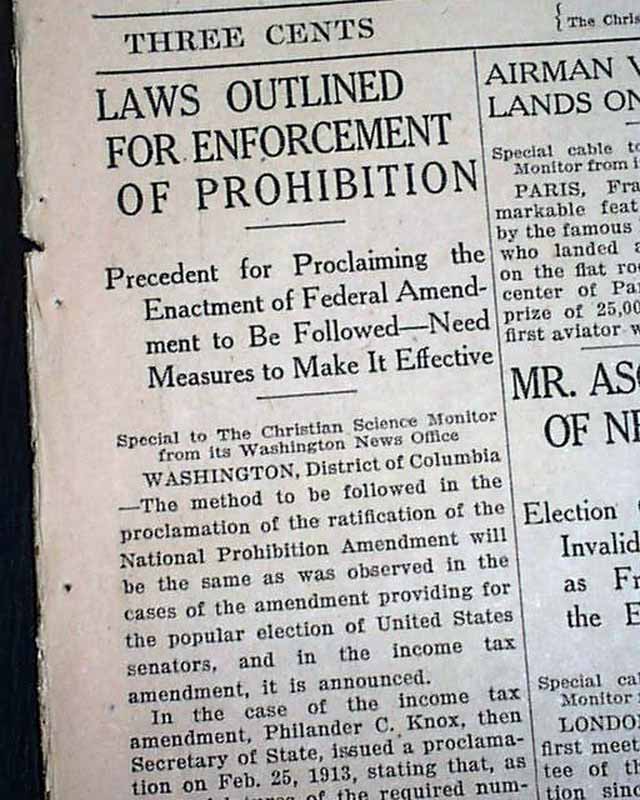 THREE CENTS
{ The Chris
LAWS OUTLINED
FOR ENFORCEMENT
OF PROHIBITION
Precedent for Proclaiming the
Enactment of Federal Amend-
ment to Be Followed—Need
Measures to Make It Effective
Special to The Christian Science Monitor
from its Washington News Office
WASHINGTON, District of Columbia
—The method to be followed in the
proclamation of the ratification of the
National Prohibition Amendment will
be the same as was observed in the
cases of the amendment providing for
the popular election of United States
senators, and in the income tax
amendment, it is announced.
In the case of the income tax
amendment, Philander C. Knox, then
Secretary of State, issued a proclama-
tion on Feb. 25, 1913, stating that, as
of the required num-
AIRMAN
LANDS ON
Special cable to
Monitor from i
PARIS, Fra
markable feat
by the famous
who landed a
on the flat ro
center of Pa
prize of 25,00
first aviator w
MR. ASQ
OF N
Election
Invalid
as Fr
the E
Special ca
Monitor
LONDO
first meet
tee of th
tion sinc